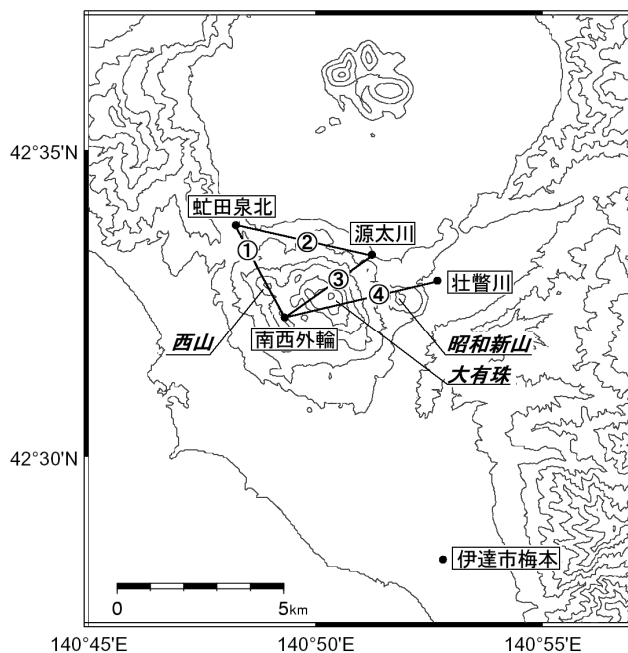 42°35'N
虻田泉北
源太川
①
②
③
④
壮瞥川
西山
南西外輪
昭和新山
大有珠
42°30'N
伊達市梅本
0
5km
140°45'E
140°50'E
140°55'E